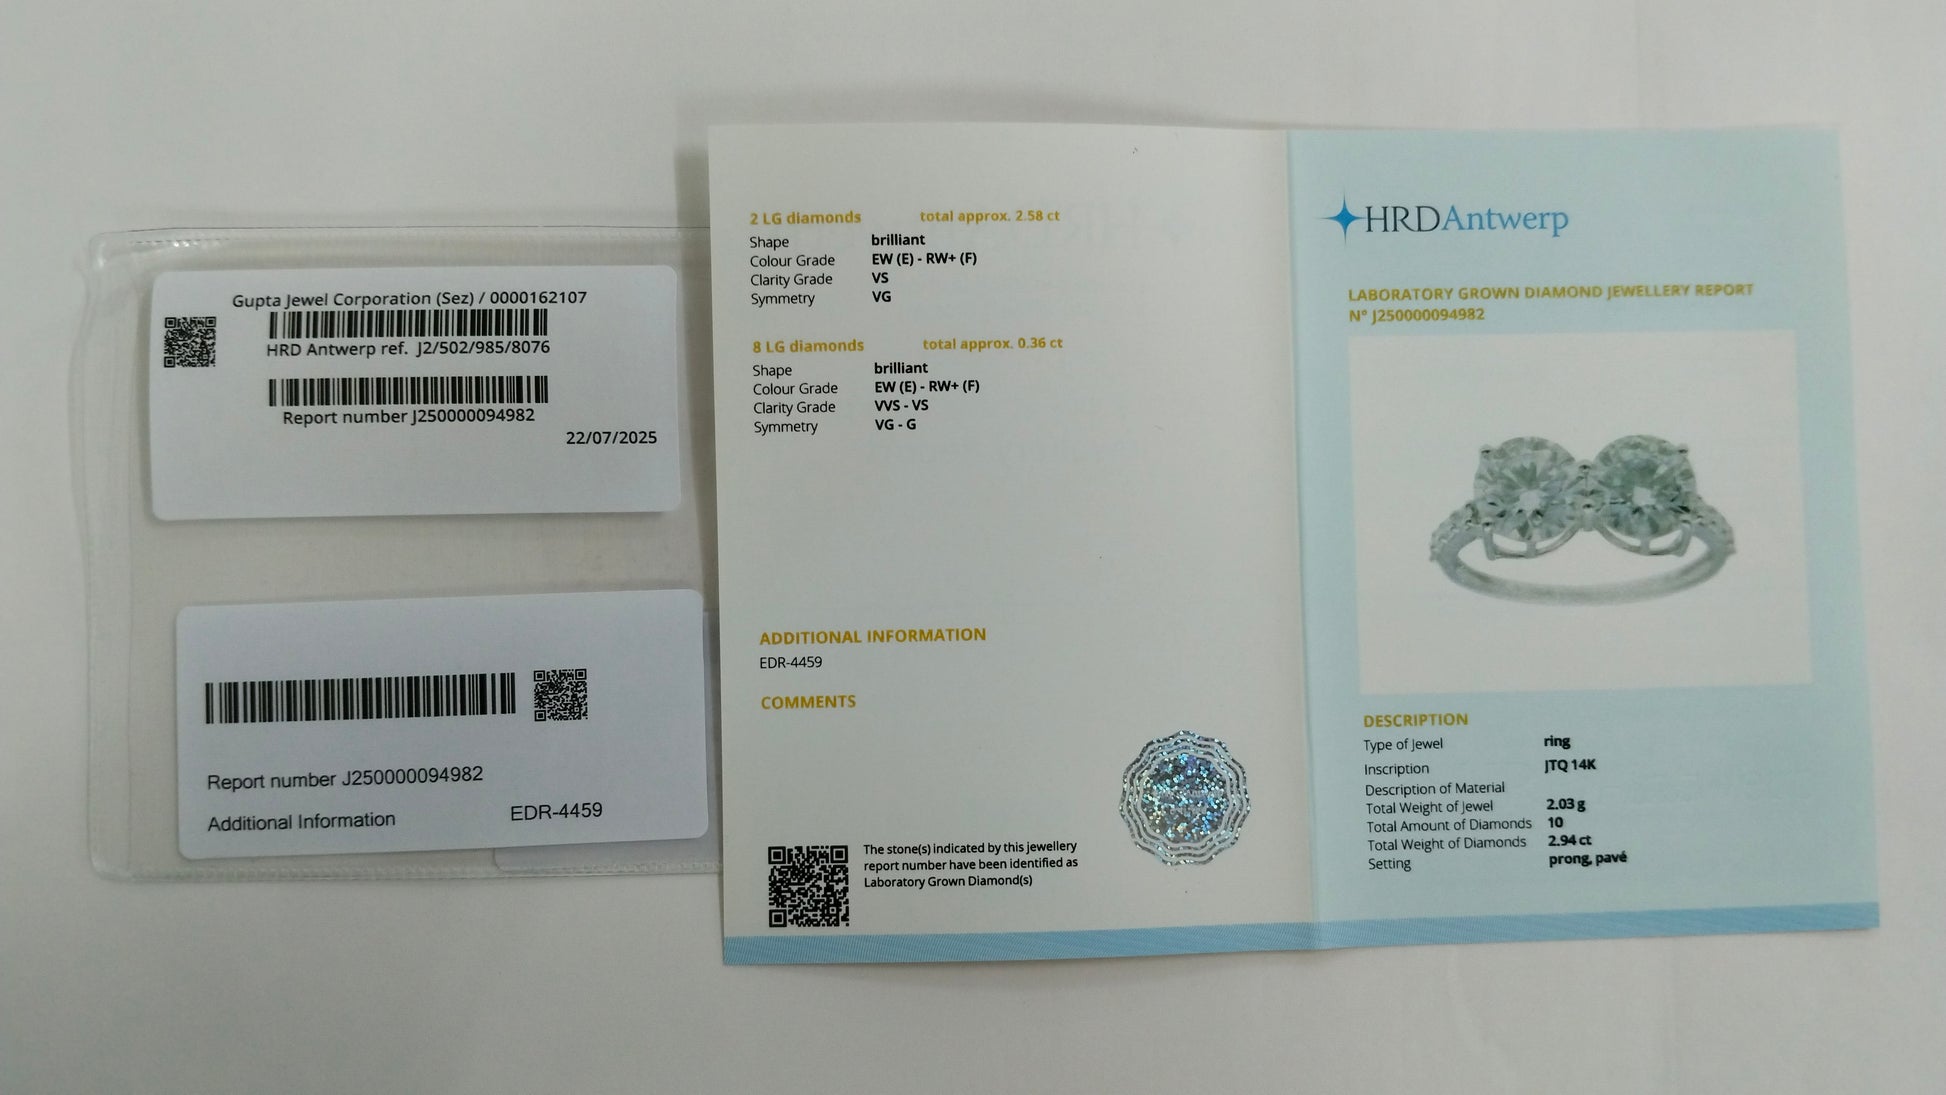 Gupta Jewel Corporation (Sez) / 0000162107
HRD Antwerp ref. J2/502/985/8076
Report number J250000094982
22/07/2025
Report number J250000094982
Additional Information EDR-4459
2 LG diamonds total approx. 2.58 ct
Shape brilliant
Colour Grade EW (E) - RW+ (F)
Clarity Grade VS
Symmetry VG
8 LG diamonds total approx. 0.36 ct
Shape brilliant
Colour Grade EW (E) - RW+ (F)
Clarity Grade VVS - VS
Symmetry VG - G
ADDITIONAL INFORMATION
EDR-4459
COMMENTS
The stone(s) indicated by this jewellery
report number have been identified as
Laboratory Grown Diamond(s)
HRDAntwerp
LABORATORY GROWN DIAMOND JEWELLERY REPORT
N° J250000094982
DESCRIPTION
Type of Jewel ring
Inscription JTQ 14K
Description of Material
Total Weight of Jewel 2.03 g
Total Amount of Diamonds 10
Total Weight of Diamonds 2.94 ct
Setting prong, pavé